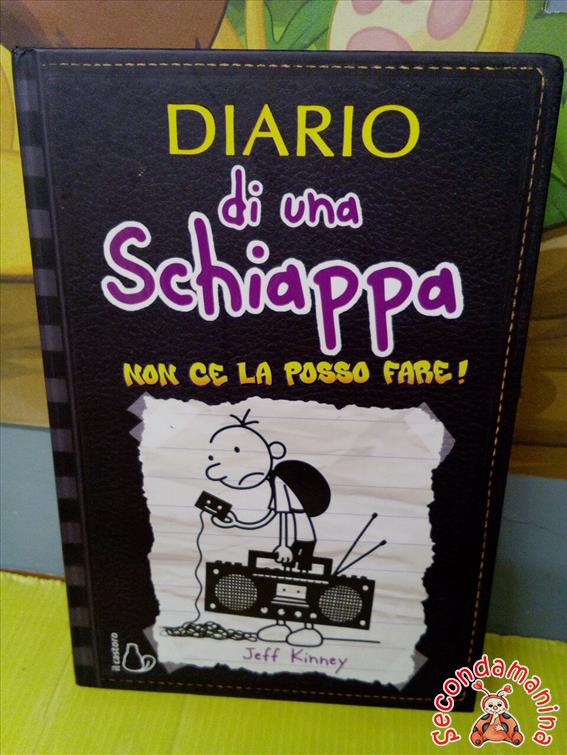 DIARIO
di una
Schiappa
NON CE LA POSSO FARE!
Jeff Kinney
il castoro
Secondamanina